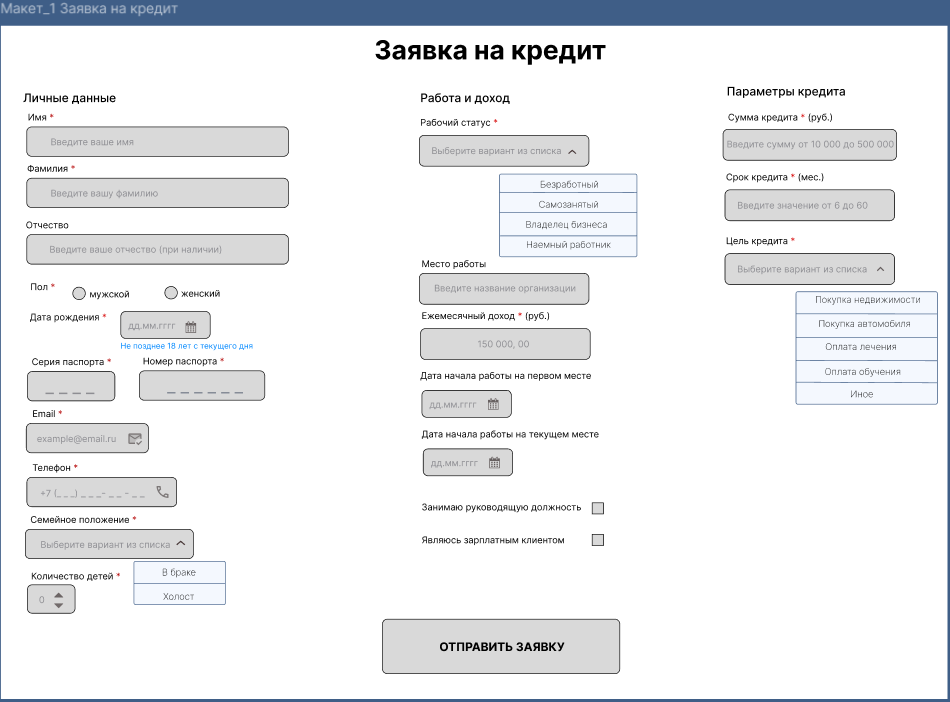 Макет_1 Заявка на кредит
Заявка на кредит
Личные данные
Имя *
Введите ваше имя
Фамилия *
Введите вашу фамилию
Отчество
Введите ваше отчество (при наличии)
Пол *
мужской
женский
Дата рождения *
дд.мм.гггг
Не позднее 18 лет с текущего дня
Серия паспорта *
_ _ _ _
Номер паспорта *
_ _ _ _ _ _
Email *
example@email.ru
Телефон *
+7 (_ _ _) _ _ _- _ _ - _ _
Семейное положение *
Выберите вариант из списка
В браке
Холост
Количество детей *
0
Работа и доход
Рабочий статус *
Выберите вариант из списка
Безработный
Самозанятый
Владелец бизнеса
Наемный работник
Место работы
Введите название организации
Ежемесячный доход * (руб.)
150 000, 00
Дата начала работы на первом месте
дд.мм.гггг
Дата начала работы на текущем месте
дд.мм.гггг
Занимаю руководящую должность
Являюсь зарплатным клиентом
Параметры кредита
Сумма кредита * (руб.)
Введите сумму от 10 000 до 500 000
Срок кредита * (мес.)
Введите значение от 6 до 60
Цель кредита *
Выберите вариант из списка
Покупка недвижимости
Покупка автомобиля
Оплата лечения
Оплата обучения
Иное
ОТПРАВИТЬ ЗАЯВКУ